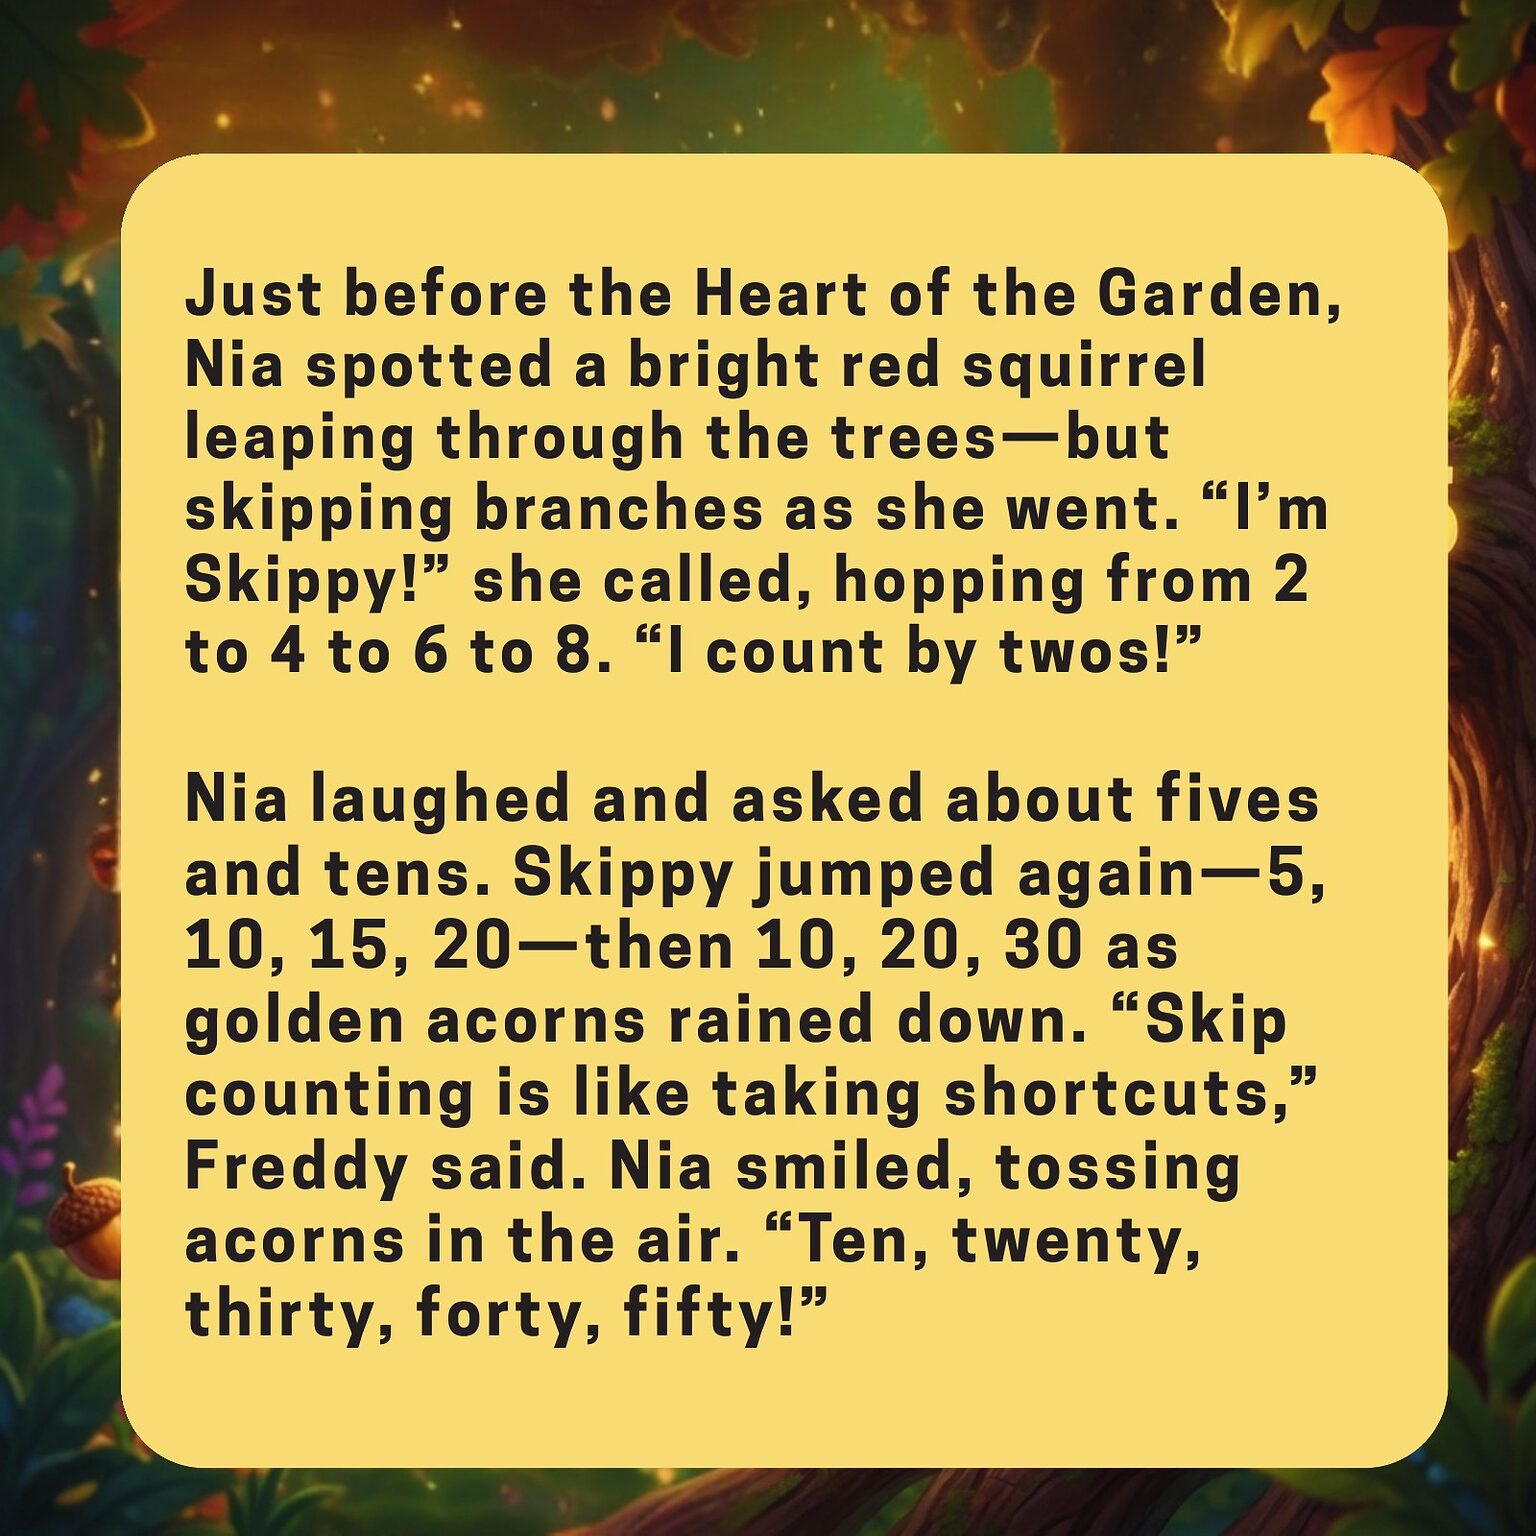 Just before the Heart of the Garden,
Nia spotted a bright red squirrel
leaping through the trees—but
skipping branches as she went. “I’m
Skippy!” she called, hopping from 2
to 4 to 6 to 8. “I count by twos!”
Nia laughed and asked about fives
and tens. Skippy jumped again—5,
10, 15, 20—then 10, 20, 30 as
golden acorns rained down. “Skip
counting is like taking shortcuts,”
Freddy said. Nia smiled, tossing
acorns in the air. “Ten, twenty,
thirty, forty, fifty!”